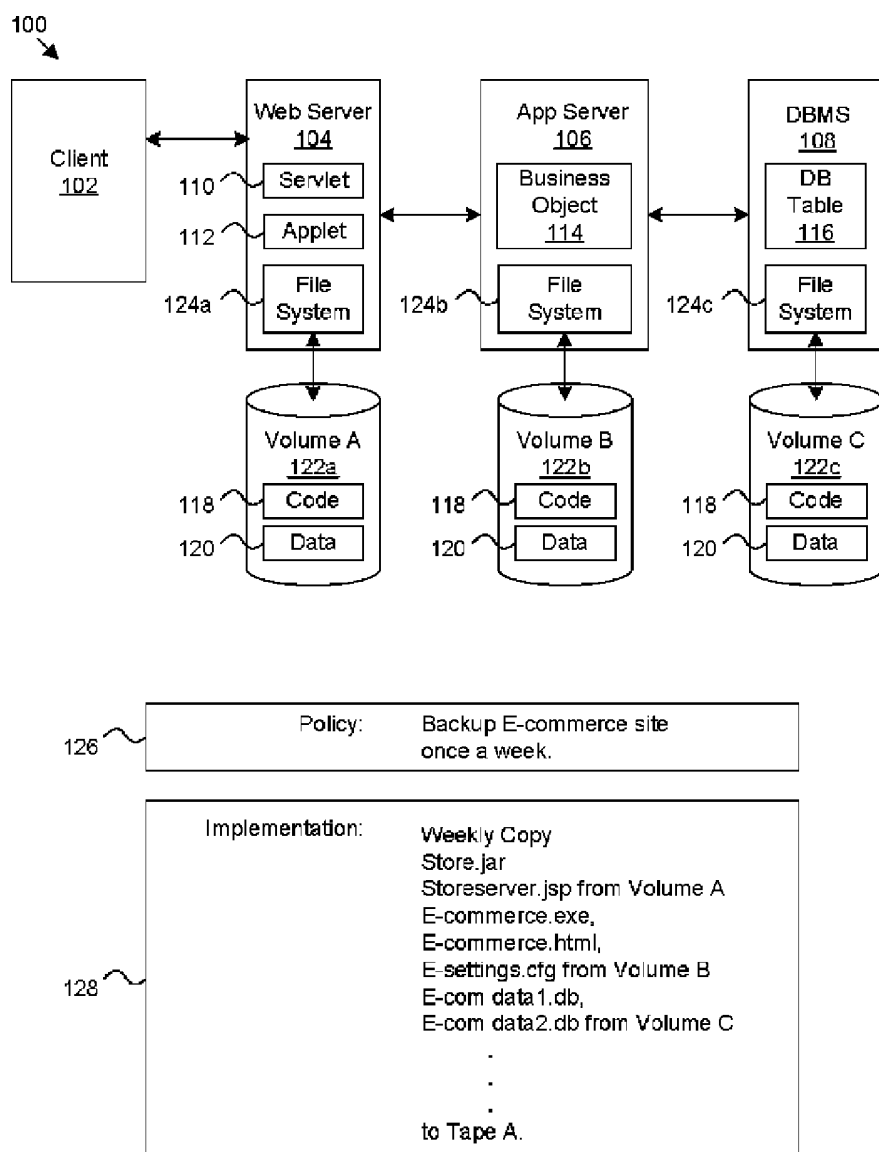 100
Client
102
Web Server
104
110
Servlet
112
Applet
124a
File
System
App Server
106
Business
Object
114
124b
File
System
DBMS
108
DB
Table
116
124c
File
System
Volume A
122a
118
Code
120
Data
Volume B
122b
118
Code
120
Data
Volume C
122c
118
Code
120
Data
126
Policy: Backup E-commerce site
once a week.
128
Implementation: Weekly Copy
Store.jar
Storeserver.jsp from Volume A
E-commerce.exe,
E-commerce.html,
E-settings.cfg from Volume B
E-com data1.db,
E-com data2.db from Volume C
.
.
.
to Tape A.